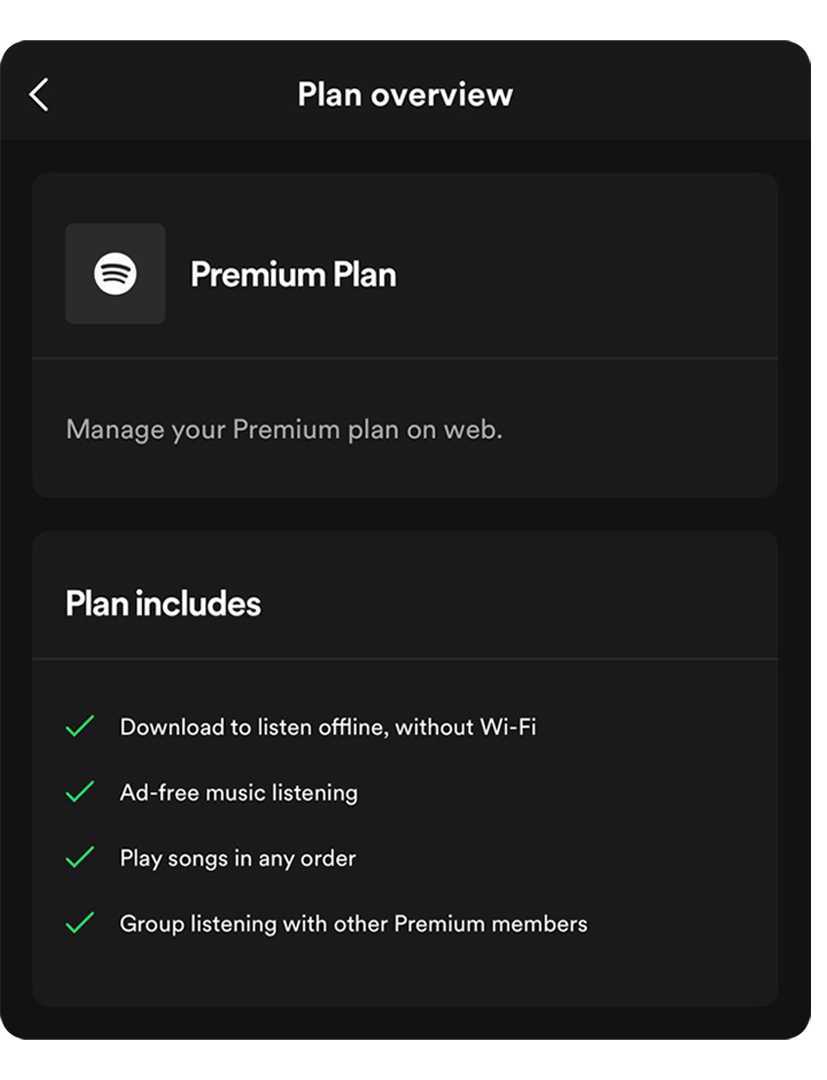 Plan overview
Premium Plan
Manage your Premium plan on web.
Plan includes
Download to listen offline, without Wi-Fi
Ad-free music listening
Play songs in any order
Group listening with other Premium members